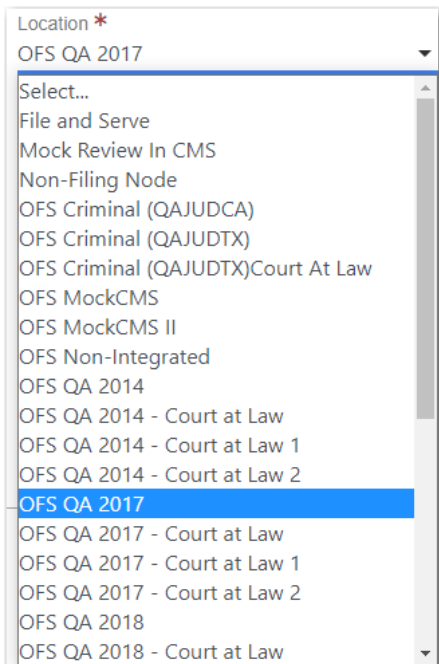 Location *
OFS QA 2017
Select...
File and Serve
Mock Review In CMS
Non-Filing Node
OFS Criminal (QAJUDCA)
OFS Criminal (QAJUDTX)
OFS Criminal (QAJUDTX)Court At Law
OFS MockCMS
OFS MockCMS II
OFS Non-Integrated
OFS QA 2014
OFS QA 2014 - Court at Law
OFS QA 2014 - Court at Law 1
OFS QA 2014 - Court at Law 2
OFS QA 2017
OFS QA 2017 - Court at Law
OFS QA 2017 - Court at Law 1
OFS QA 2017 - Court at Law 2
OFS QA 2018
OFS QA 2018 - Court at Law